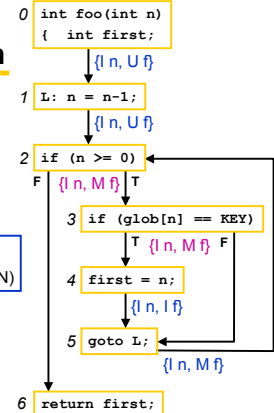 n
0 int foo(int n)
{ int first;
{I n, U f}
1 L: n = n-1;
{I n, U f}
2 if (n >= 0)
F {I n, M f} T
3 if (glob[n] == KEY)
T {I n, M f} F
N)
4 first = n;
{I n, I f}
5 goto L;
{I n, M f}
6 return first;